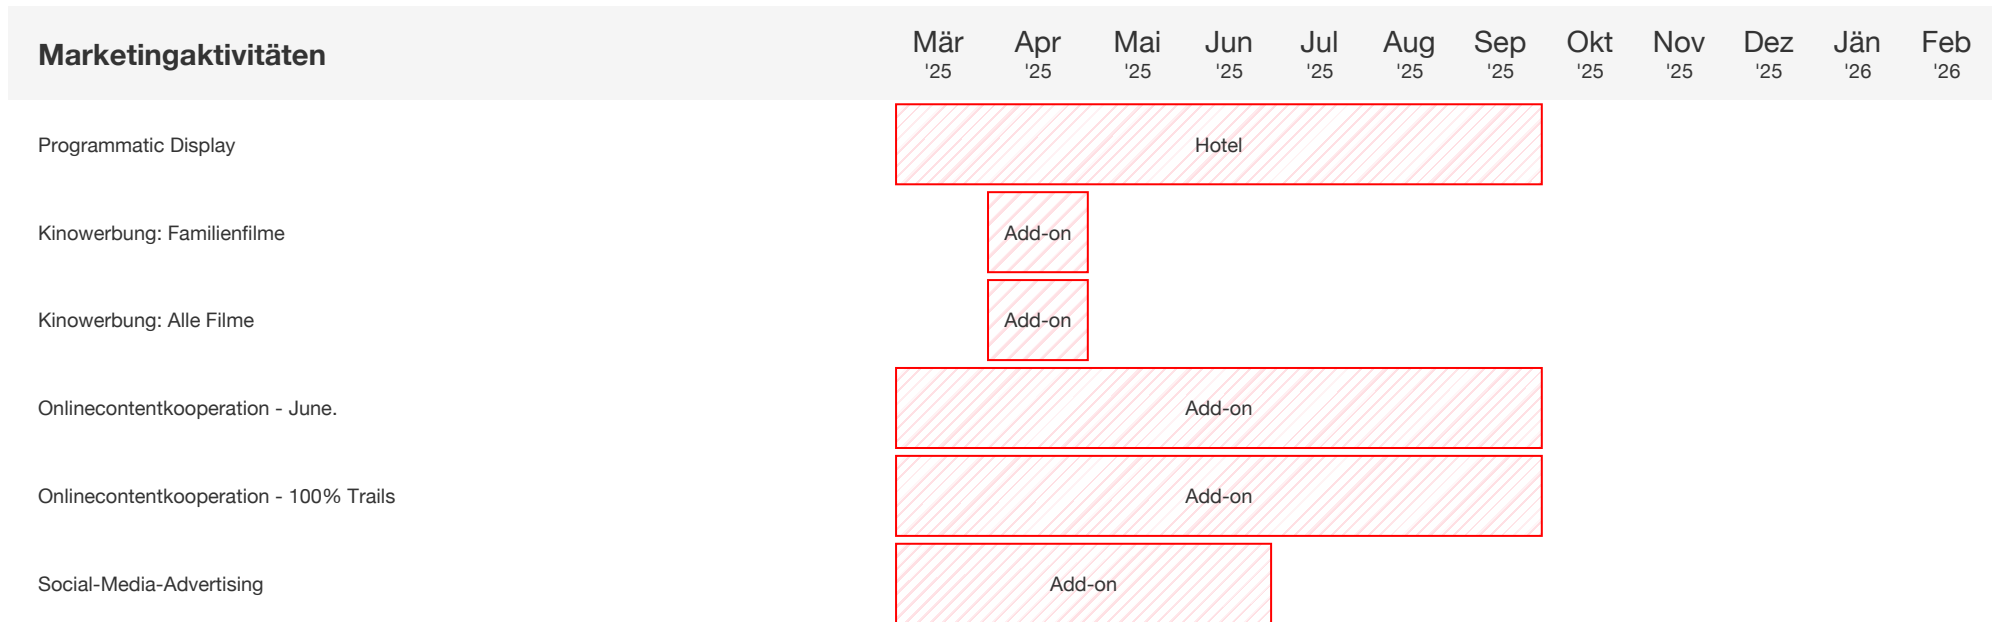 Marketingaktivitäten
Mär Apr Mai Jun Jul Aug Sep Okt Nov Dez Jän Feb
'25 '25 '25 '25 '25 '25 '25 '25 '25 '25 '26 '26
Programmatic Display Hotel
Kinowerbung: Familienfilme Add-on
Kinowerbung: Alle Filme Add-on
Onlinecontentkooperation - June. Add-on
Onlinecontentkooperation - 100% Trails Add-on
Social-Media-Advertising Add-on